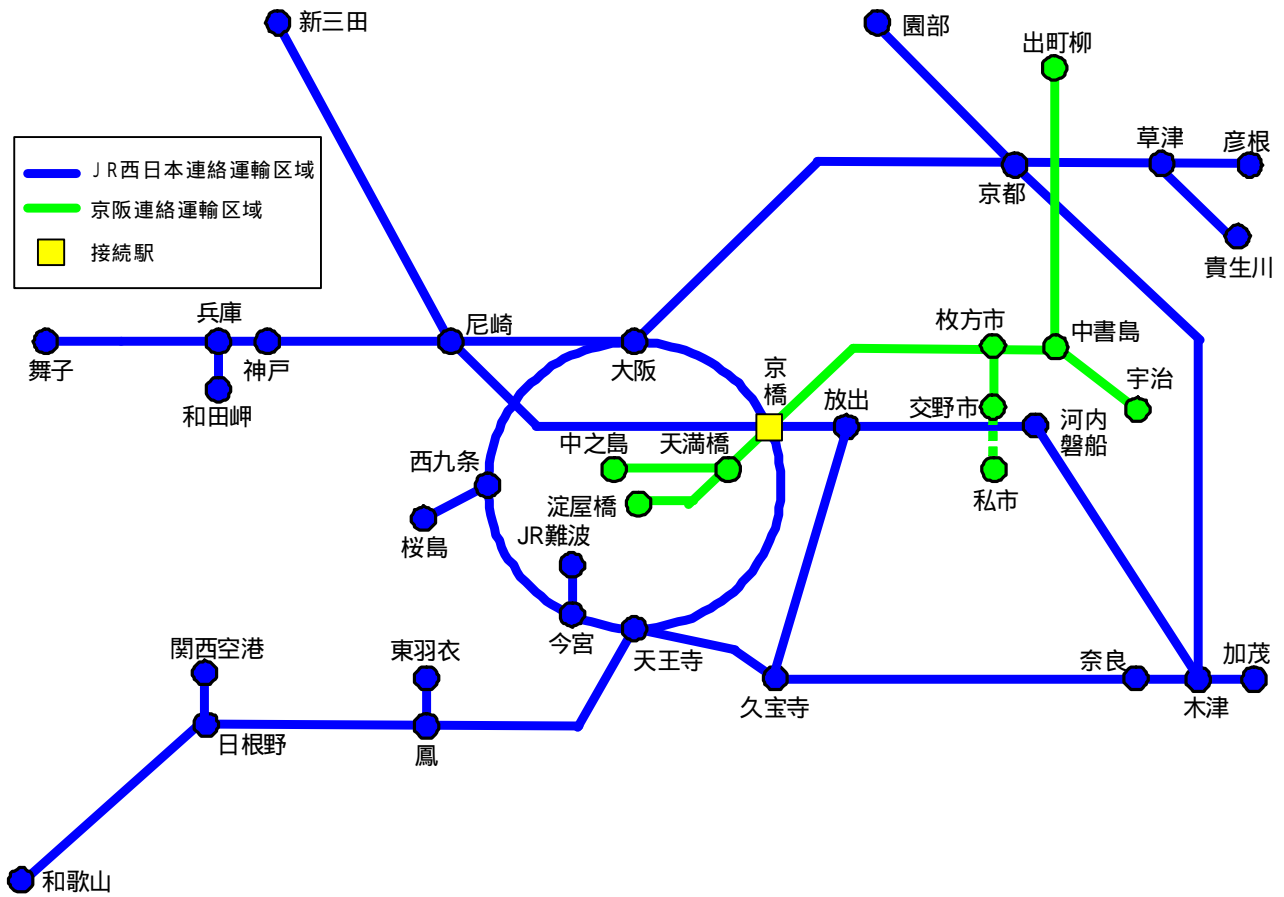 新三田
園部
出町柳
草津
彦根
JR西日本連絡運輸区域
京阪連絡運輸区域
接続駅
京都
貴生川
兵庫
尼崎
枚方市
中書島
舞子
神戸
大阪
京
橋
宇治
和田岬
放出
交野市
河内
磐船
中之島
天満橋
西九条
淀屋橋
私市
桜島
JR難波
関西空港
東羽衣
今宮
天王寺
奈良
加茂
久宝寺
木津
日根野
鳳
和歌山